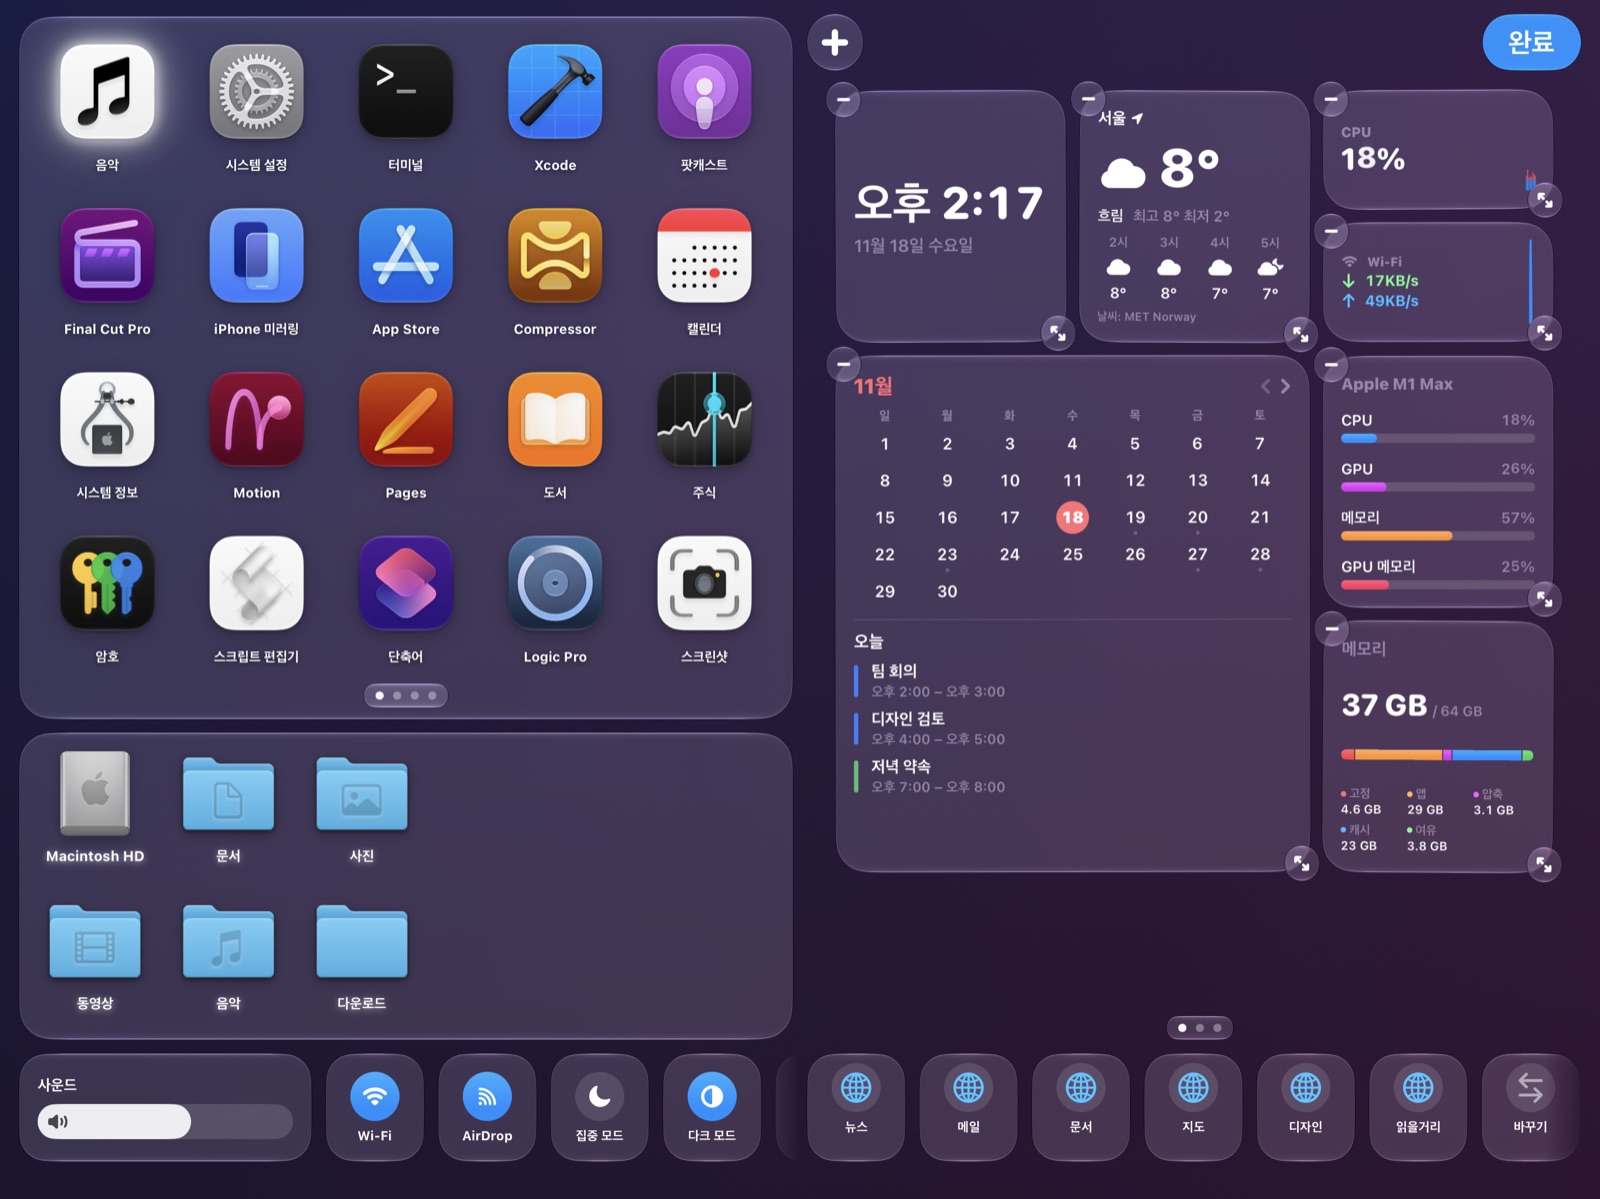 음악
시스템 설정
터미널
Xcode
팟캐스트
Final Cut Pro
iPhone 미러링
App Store
Compressor
캘린더
시스템 정보
Motion
Pages
도서
주식
암호
스크립트 편집기
단축어
Logic Pro
스크린샷
Macintosh HD
문서
사진
동영상
음악
다운로드
사운드
Wi-Fi
AirDrop
집중 모드
다크 모드
완료
오후 2:17
11월 18일 수요일
서울
8°
흐림 최고 8° 최저 2°
2시 3시 4시 5시
8° 8° 7° 7°
날씨: MET Norway
CPU
18%
Wi-Fi
17KB/s
49KB/s
11월
일 월 화 수 목 금 토
1 2 3 4 5 6 7
8 9 10 11 12 13 14
15 16 17 18 19 20 21
22 23 24 25 26 27 28
29 30
오늘
팀 회의
오후 2:00 – 오후 3:00
디자인 검토
오후 4:00 – 오후 5:00
저녁 약속
오후 7:00 – 오후 8:00
Apple M1 Max
CPU 18%
GPU 26%
메모리 57%
GPU 메모리 25%
메모리
37 GB / 64 GB
고정 앱 압축
4.6 GB 29 GB 3.1 GB
캐시 여유
23 GB 3.8 GB
뉴스
메일
문서
지도
디자인
읽을거리
바꾸기